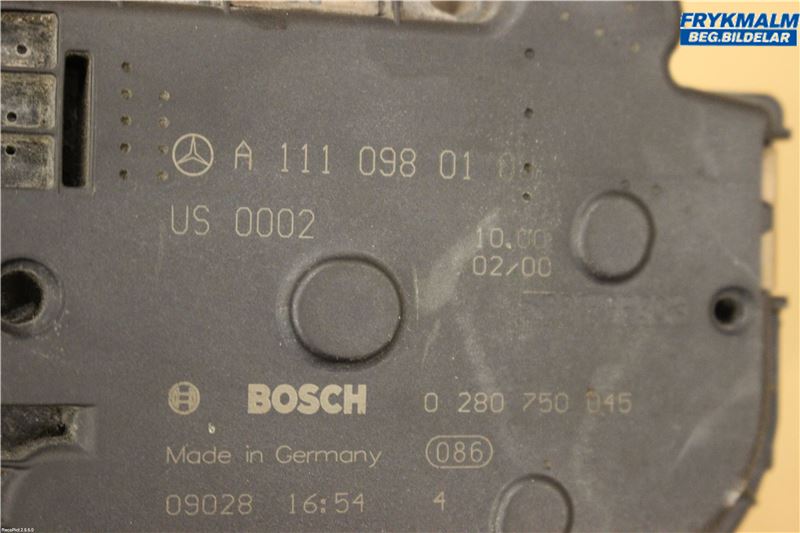 FRYKMALM
BEG.BILDELAR
A 111 098 01
US 0002
10.00
02/00
BOSCH 0 280 750 045
Made in Germany 086
09028 16:54 4